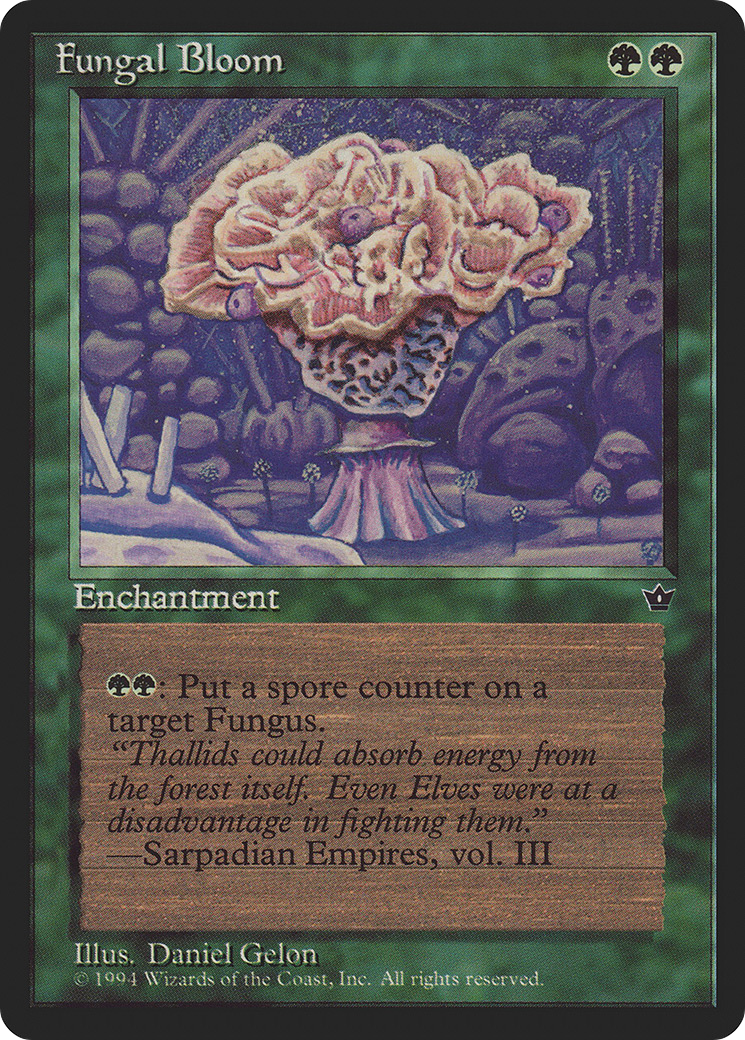 Fungal Bloom
Enchantment
: Put a spore counter on a
target Fungus.
“Thallids could absorb energy from
the forest itself. Even Elves were at a
disadvantage in fighting them.”
—Sarpadian Empires, vol. III
Illus. Daniel Gelon
© 1994 Wizards of the Coast, Inc. All rights reserved.